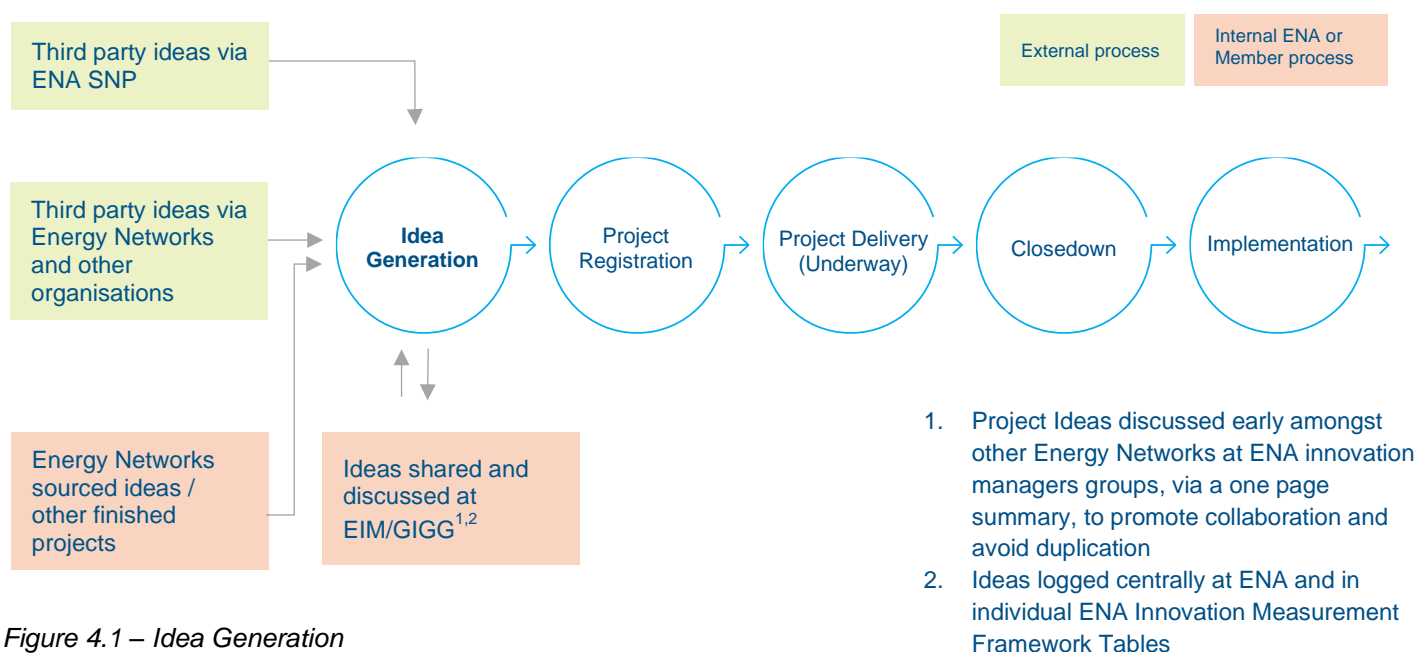 Third party ideas via
ENA SNP
External process
Internal ENA or
Member process
Third party ideas via
Energy Networks
and other
organisations
Idea
Generation
Project
Registration
Project Delivery
(Underway)
Closedown
Implementation
Energy Networks
sourced ideas /
other finished
projects
Ideas shared and
discussed at
EIM/GIGG1,2
1. Project Ideas discussed early amongst
other Energy Networks at ENA innovation
managers groups, via a one page
summary, to promote collaboration and
avoid duplication
2. Ideas logged centrally at ENA and in
individual ENA Innovation Measurement
Framework Tables
Figure 4.1 – Idea Generation